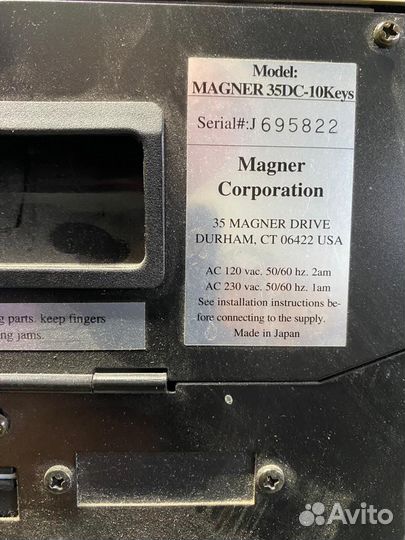 Model:
MAGNER 35DC-10Keys
Serial#:J 695822
Magner
Corporation
35 MAGNER DRIVE
DURHAM, CT 06422 USA
AC 120 vac. 50/60 hz. 2am
AC 230 vac. 50/60 hz. 1am
See installation instructions be-
fore connecting to the supply.
Made in Japan
parts. keep fingers
jams.
Avito